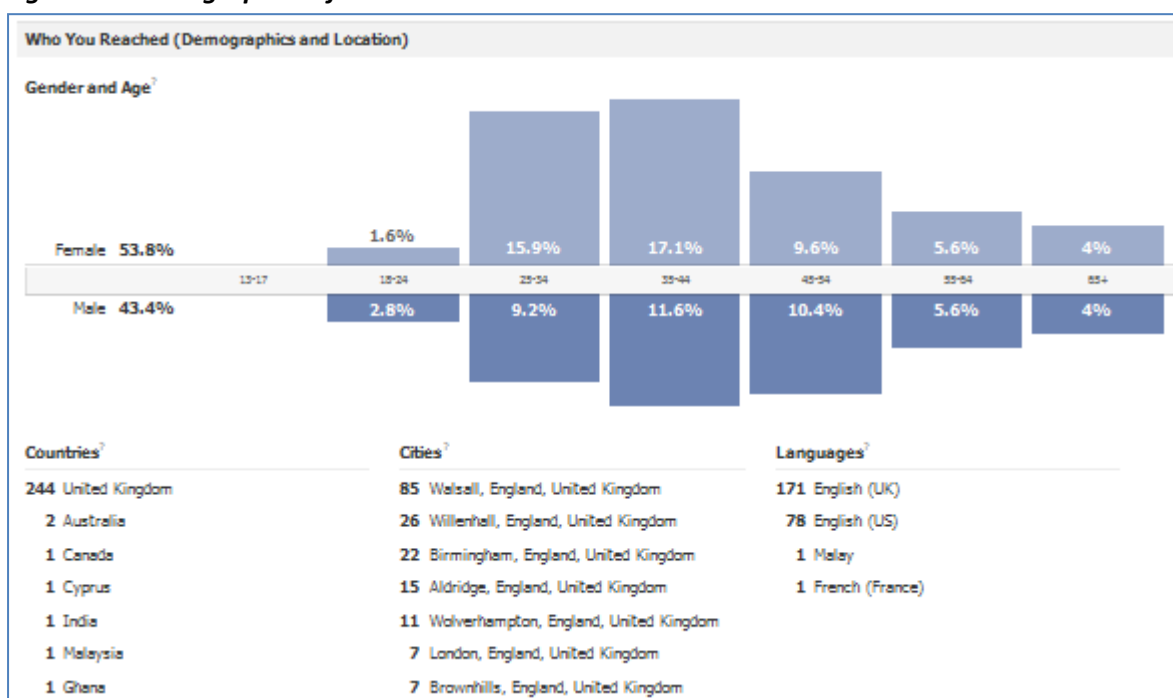 Who You Reached (Demographics and Location)
Gender and Age?
1.6% 15.9% 17.1% 9.6% 5.6% 4%
Female 53.8%
13-17 18-24 25-34 35-44 45-54 55-64 65+
Male 43.4%
2.8% 9.2% 11.6% 10.4% 5.6% 4%
Countries? Cities? Languages?
244 United Kingdom 85 Walsall, England, United Kingdom 171 English (UK)
2 Australia 26 Willenhall, England, United Kingdom 78 English (US)
1 Canada 22 Birmingham, England, United Kingdom 1 Malay
1 Cyprus 15 Aldridge, England, United Kingdom 1 French (France)
1 India 11 Wolverhampton, England, United Kingdom
1 Malaysia 7 London, England, United Kingdom
1 Ghana 7 Brownhills, England, United Kingdom